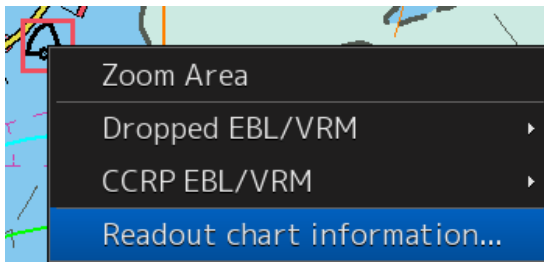 Zoom Area
Dropped EBL/VRM
CCRP EBL/VRM
Readout chart information...